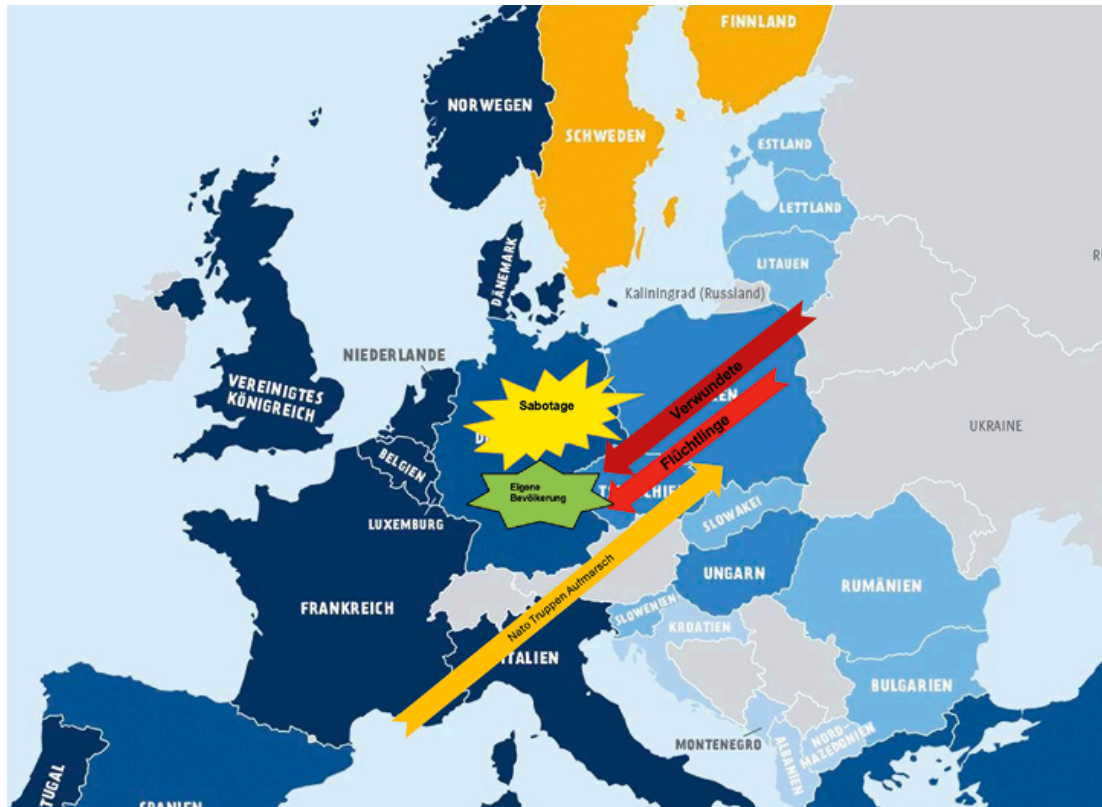 FINNLAND
NORWEGEN
SCHWEDEN
ESTLAND
LETTLAND
LITAUEN
Kaliningrad (Russland)
DÄNEMARK
NIEDERLANDE
VEREINIGTES
KÖNIGREICH
Sabotage
Verwundete
Flüchtlinge
UKRAINE
BELGIEN
Eigene
Bevölkerung
LUXEMBURG
SLOWAKEI
Nato Truppen Aufmarsch
UNGARN
RUMÄNIEN
FRANKREICH
SLOWENIEN
KROATIEN
ITALIEN
BULGARIEN
MONTENEGRO
NORD-
MAZEDONIEN
ALBANIEN